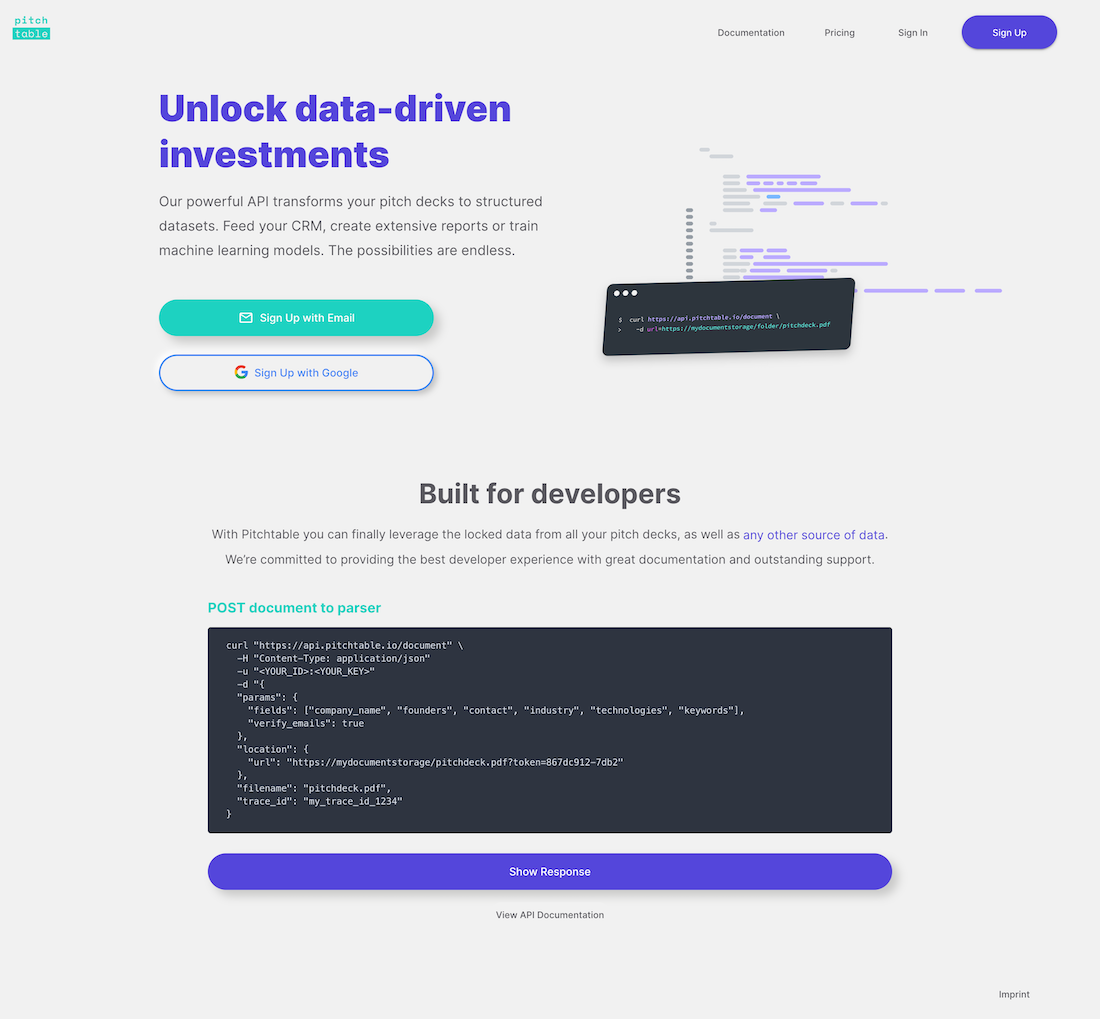 pitch
table
Documentation
Pricing
Sign In
Sign Up
Unlock data-driven
investments
Our powerful API transforms your pitch decks to structured
datasets. Feed your CRM, create extensive reports or train
machine learning models. The possibilities are endless.
Sign Up with Email
Sign Up with Google
$ curl https://api.pitchtable.io/document \
> -d url=https://mydocumentstorage/folder/pitchdeck.pdf
Built for developers
With Pitchtable you can finally leverage the locked data from all your pitch decks, as well as any other source of data.
We’re committed to providing the best developer experience with great documentation and outstanding support.
POST document to parser
curl "https://api.pitchtable.io/document" \
-H "Content-Type: application/json"
-u "<YOUR_ID>:<YOUR_KEY>"
-d "{
"params": {
"fields": ["company_name", "founders", "contact", "industry", "technologies", "keywords"],
"verify_emails": true
},
"location": {
"url": "https://mydocumentstorage/pitchdeck.pdf?token=867dc912-7db2"
},
"filename": "pitchdeck.pdf",
"trace_id": "my_trace_id_1234"
}
Show Response
View API Documentation
Imprint